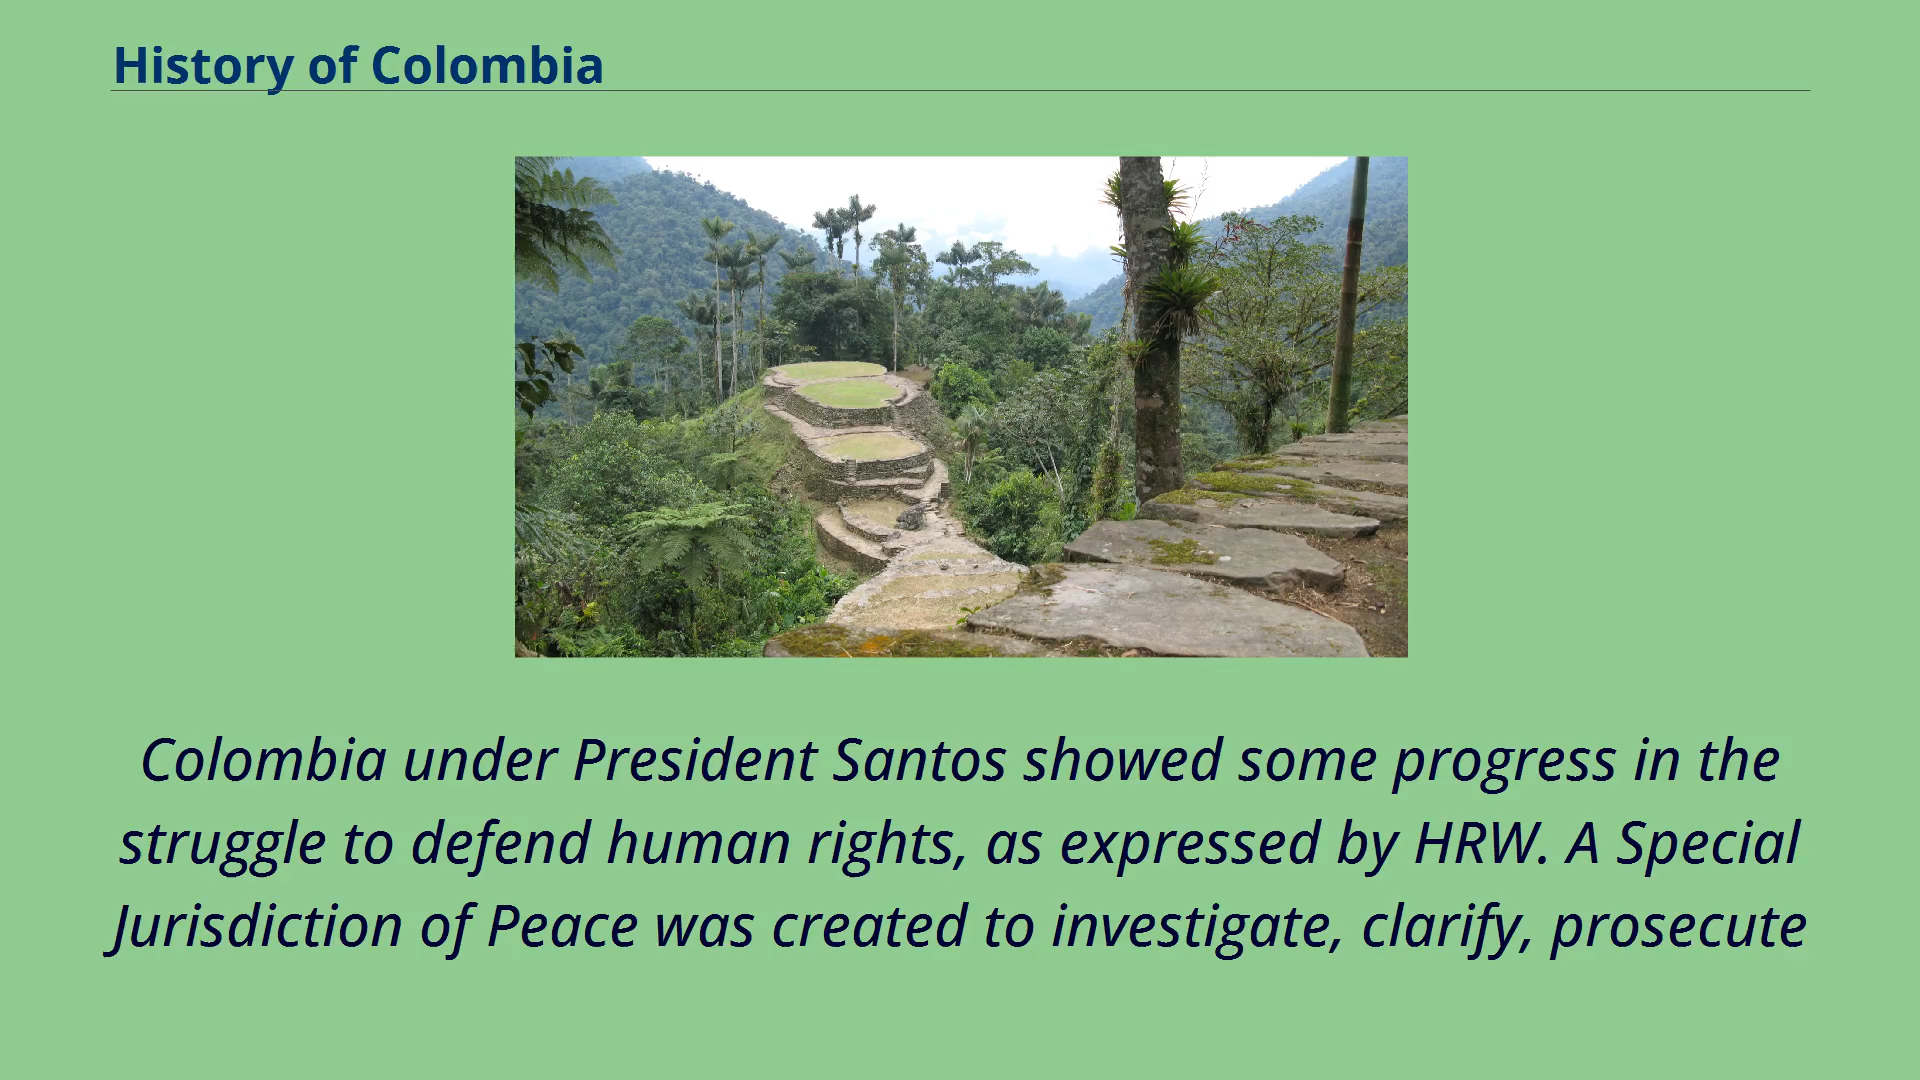 History of Colombia
Colombia under President Santos showed some progress in the
struggle to defend human rights, as expressed by HRW. A Special
Jurisdiction of Peace was created to investigate, clarify, prosecute